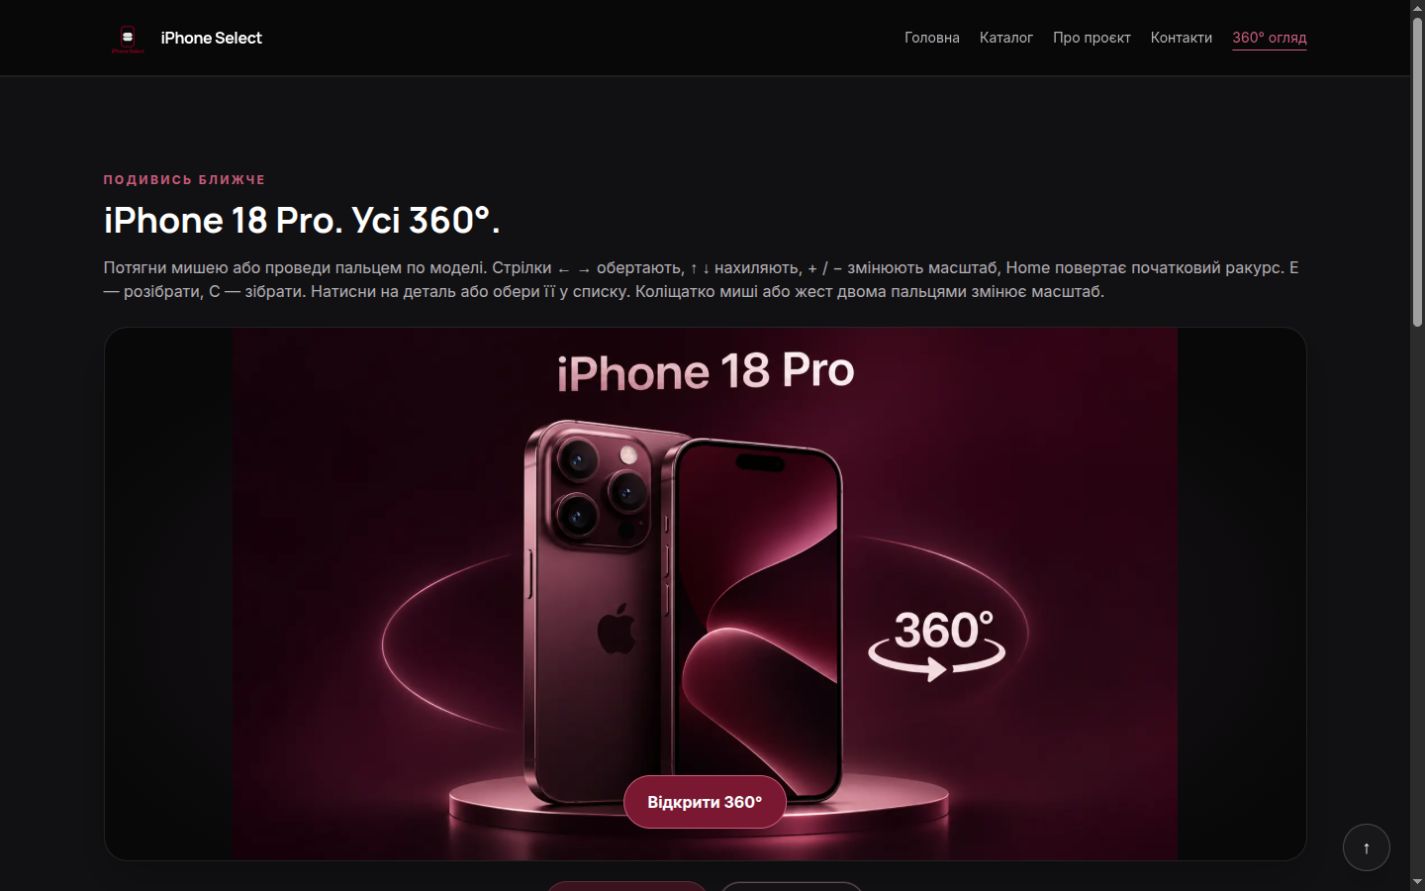 iPhone Select
Головна
Каталог
Про проєкт
Контакти
360° огляд
ПОДИВИСЬ БЛИЖЧЕ
iPhone 18 Pro. Усі 360°.
Потягни мишею або проведи пальцем по моделі. Стрілки ← → обертають, ↑ ↓ нахиляють, + / − змінюють масштаб, Home повертає початковий ракурс. E
— розібрати, C — зібрати. Натисни на деталь або обери її у списку. Коліщатко миші або жест двома пальцями змінює масштаб.
iPhone 18 Pro
360°
Відкрити 360°
↑